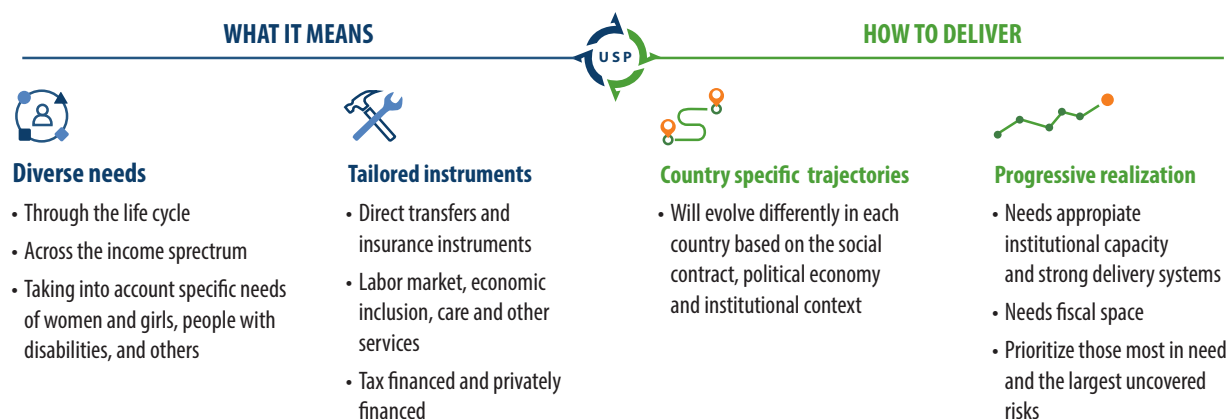 WHAT IT MEANS
USP
HOW TO DELIVER
Diverse needs
• Through the life cycle
• Across the income sprectrum
• Taking into account specific needs
of women and girls, people with
disabilities, and others
Tailored instruments
• Direct transfers and
insurance instruments
• Labor market, economic
inclusion, care and other
services
• Tax financed and privately
financed
Country specific trajectories
• Will evolve differently in each
country based on the social
contract, political economy
and institutional context
Progressive realization
• Needs appropiate
institutional capacity
and strong delivery systems
• Needs fiscal space
• Prioritize those most in need
and the largest uncovered
risks